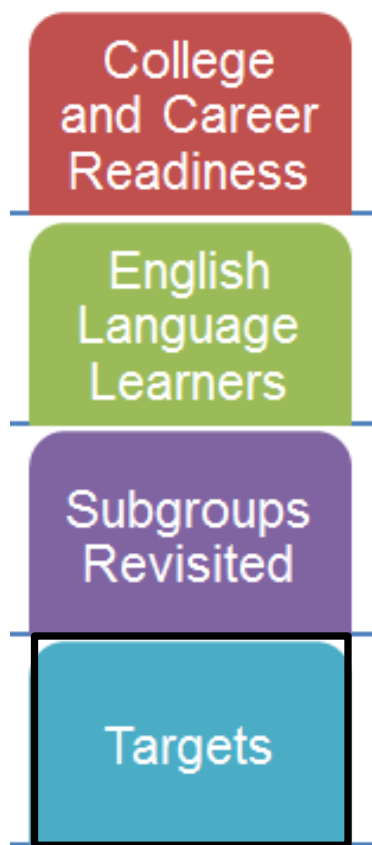 College
and Career
Readiness
English
Language
Learners
Subgroups
Revisited
Targets